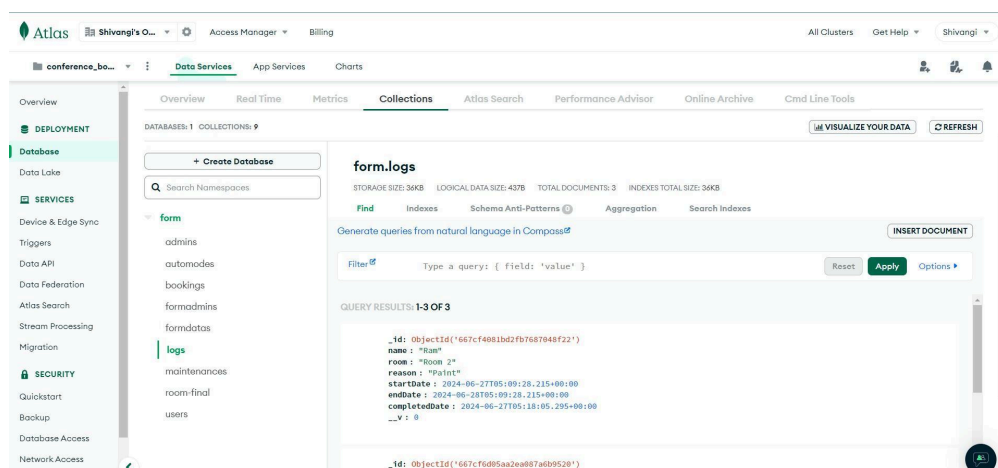 Atlas Shivangi's O... Access Manager Billing All Clusters Get Help Shivangi
conference_bo... Data Services App Services Charts
Overview
DEPLOYMENT
Database
Data Lake
SERVICES
Device & Edge Sync
Triggers
Data API
Data Federation
Atlas Search
Stream Processing
Migration
SECURITY
Quickstart
Backup
Database Access
Network Access
Overview Real Time Metrics Collections Atlas Search Performance Advisor Online Archive Cmd Line Tools
DATABASES: 1 COLLECTIONS: 9 VISUALIZE YOUR DATA REFRESH
+ Create Database
Search Namespaces
form
admins
automodes
bookings
formadmins
formdatas
logs
maintenances
room-final
users
form.logs
STORAGE SIZE: 36KB LOGICAL DATA SIZE: 437B TOTAL DOCUMENTS: 3 INDEXES TOTAL SIZE: 36KB
Find Indexes Schema Anti-Patterns 0 Aggregation Search Indexes
Generate queries from natural language in Compass INSERT DOCUMENT
Filter Type a query: { field: 'value' } Reset Apply Options
QUERY RESULTS: 1-3 OF 3
_id: ObjectId('667cf4081bd2fb7687048f22')
name : "Ram"
room : "Room 2"
reason : "Paint"
startDate : 2024-06-27T05:09:28.215+00:00
endDate : 2024-06-28T05:09:28.215+00:00
completedDate : 2024-06-27T05:18:05.295+00:00
__v : 0
_id: ObjectId('667cf6d05aa2ea087a6b9520')